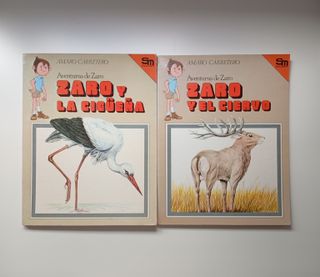 AMARO CARRETERO
sm
Aventuras de Zaro
ZARO Y
LA CIGÜEÑA
AMARO CARRETERO
sm
Aventuras de Zaro
ZARO
Y EL CIERVO